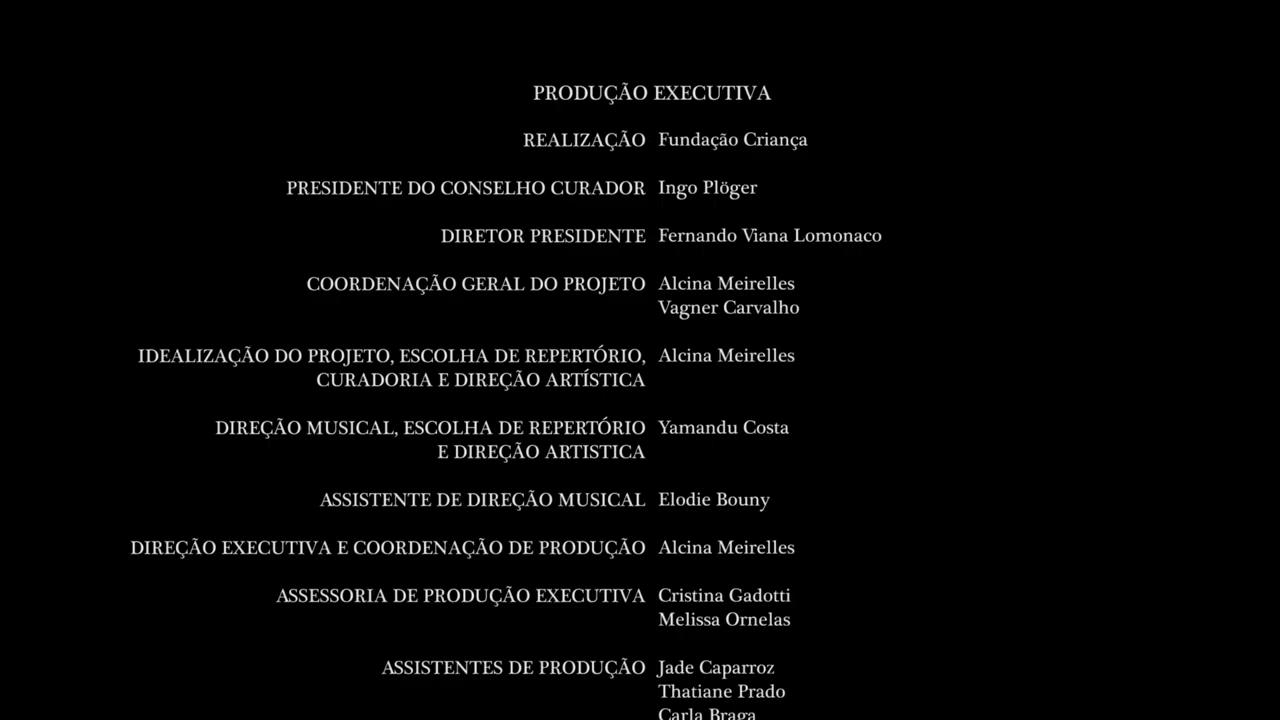 PRODUÇÃO EXECUTIVA
REALIZAÇÃO Fundação Criança
PRESIDENTE DO CONSELHO CURADOR Ingo Plöger
DIRETOR PRESIDENTE Fernando Viana Lomonaco
COORDENAÇÃO GERAL DO PROJETO Alcina Meirelles
Vagner Carvalho
IDEALIZAÇÃO DO PROJETO, ESCOLHA DE REPERTÓRIO, Alcina Meirelles
CURADORIA E DIREÇÃO ARTÍSTICA
DIREÇÃO MUSICAL, ESCOLHA DE REPERTÓRIO Yamandu Costa
E DIREÇÃO ARTISTICA
ASSISTENTE DE DIREÇÃO MUSICAL Elodie Bouny
DIREÇÃO EXECUTIVA E COORDENAÇÃO DE PRODUÇÃO Alcina Meirelles
ASSESSORIA DE PRODUÇÃO EXECUTIVA Cristina Gadotti
Melissa Ornelas
ASSISTENTES DE PRODUÇÃO Jade Caparroz
Thatiane Prado
Carla Braga